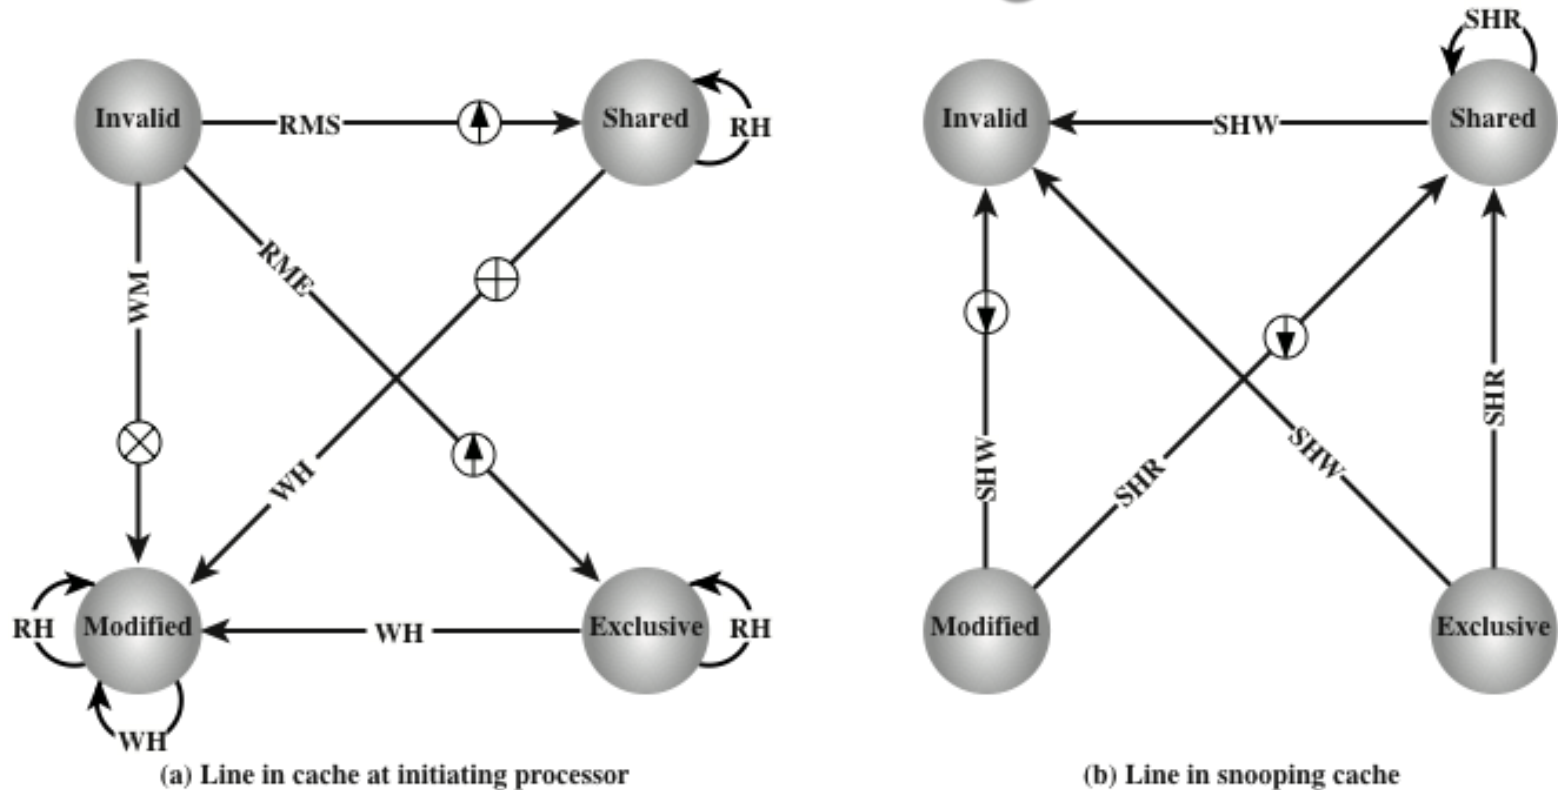 Invalid
RMS
Shared
RH
WM
RME
WH
RH
Modified
WH
WH
Exclusive
RH
(a) Line in cache at initiating processor
SHR
Invalid
SHW
Shared
SHW
SHR
SHW
SHR
Modified
Exclusive
(b) Line in snooping cache